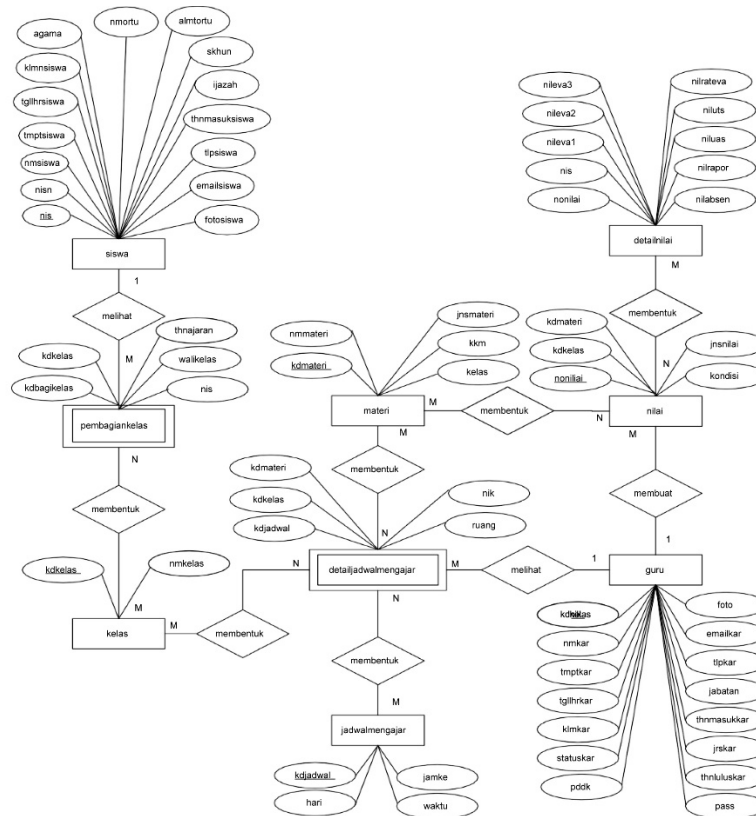 nmortu
almtortu
agama
skhun
klmnsiswa
ijazah
tgllhrsiswa
thnmasuksiswa
tmptsiswa
tlpsiswa
nmsiswa
emailsiswa
nisn
fotosiswa
nis
siswa
1
melihat
M
thnajaran
kdkelas
walikelas
kdbagikelas
nis
pembagiankelas
N
membentuk
kdkelas
nmkelas
M
kelas
M
membentuk
N
nileva3
nilrateva
nileva2
niluts
nileva1
niluas
nis
nilrapor
nonilai
nilabsen
detailnilai
M
membentuk
N
kdmateri
jnsnilai
kdkelas
kondisi
noniliai
nilai
M
N
membentuk
M
jnsmateri
nmmateri
kkm
kdmateri
kelas
materi
M
membentuk
N
kdmateri
nik
kdkelas
ruang
kdjadwal
detailjadwalmengajar
M
melihat
1
N
membentuk
M
jadwalmengajar
kdjadwal
jamke
hari
waktu
membuat
1
guru
foto
nmkar
emailkar
tmptkar
tlpkar
tgllhrkar
jabatan
klmkar
thnmasukkar
statuskar
jrskar
pddk
thnluluskar
pass